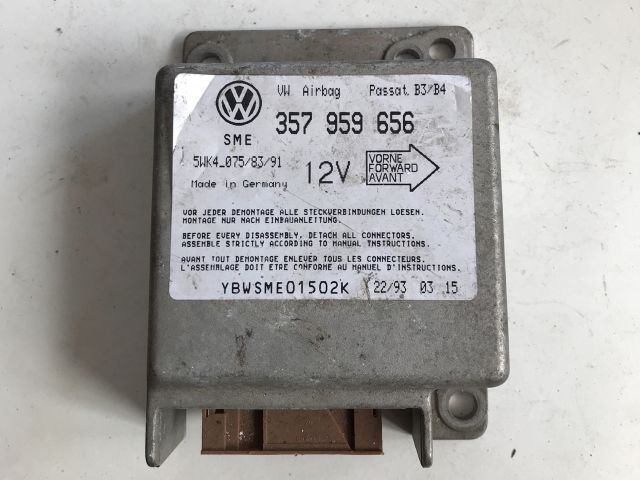 VW Airbag Passat B3/B4
357 959 656
SME
5WK4_075/83/91
12V
VORNE
FORWARD
AVANT
Made in Germany
VOR JEDER DEMONTAGE ALLE STECKVERBINDUNGEN LOESEN.
MONTAGE NUR NACH EINBAUANLEITUNG.
BEFORE EVERY DISASSEMBLY, DETACH ALL CONNECTORS.
ASSEMBLE STRICTLY ACCORDING TO MANUAL INSTRUCTIONS.
AVANT TOUT DEMONTAGE ENLEVER TOUS LES CONNECTEURS.
L'ASSEMBLAGE DOIT ETRE CONFORME AU MANUEL D'INSTRUCTIONS.
YBWSME01502K 22/93 03 15